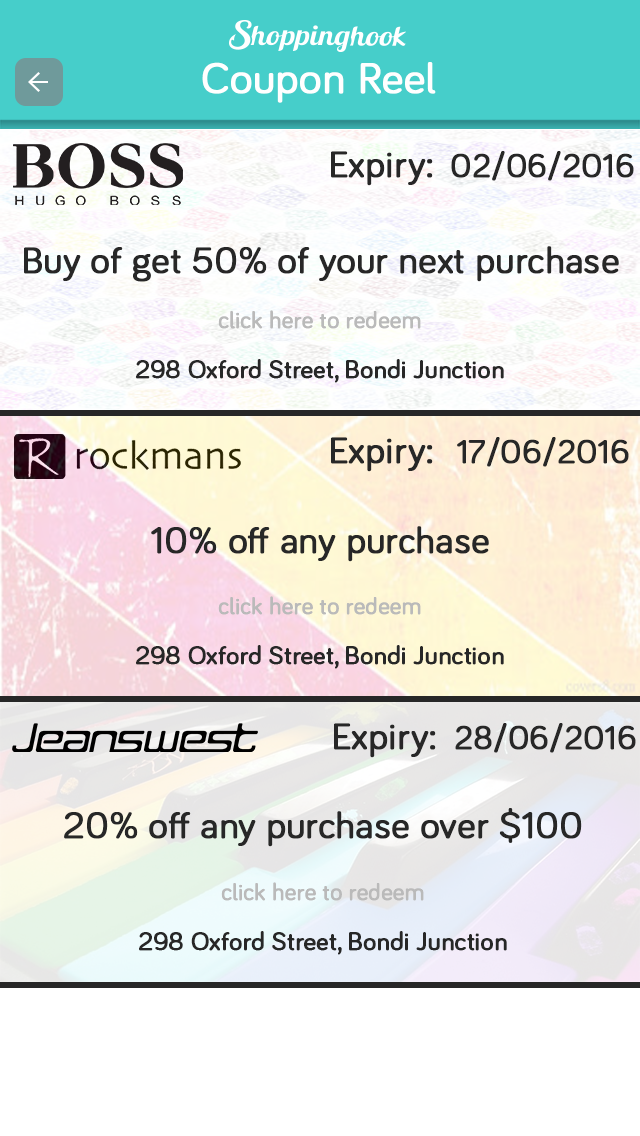 Shoppinghook
Coupon Reel
BOSS
HUGO BOSS
Expiry: 02/06/2016
Buy of get 50% of your next purchase
click here to redeem
298 Oxford Street, Bondi Junction
R rockmans
Expiry: 17/06/2016
10% off any purchase
click here to redeem
298 Oxford Street, Bondi Junction
covers8.com
Jeanswest
Expiry: 28/06/2016
20% off any purchase over $100
click here to redeem
298 Oxford Street, Bondi Junction